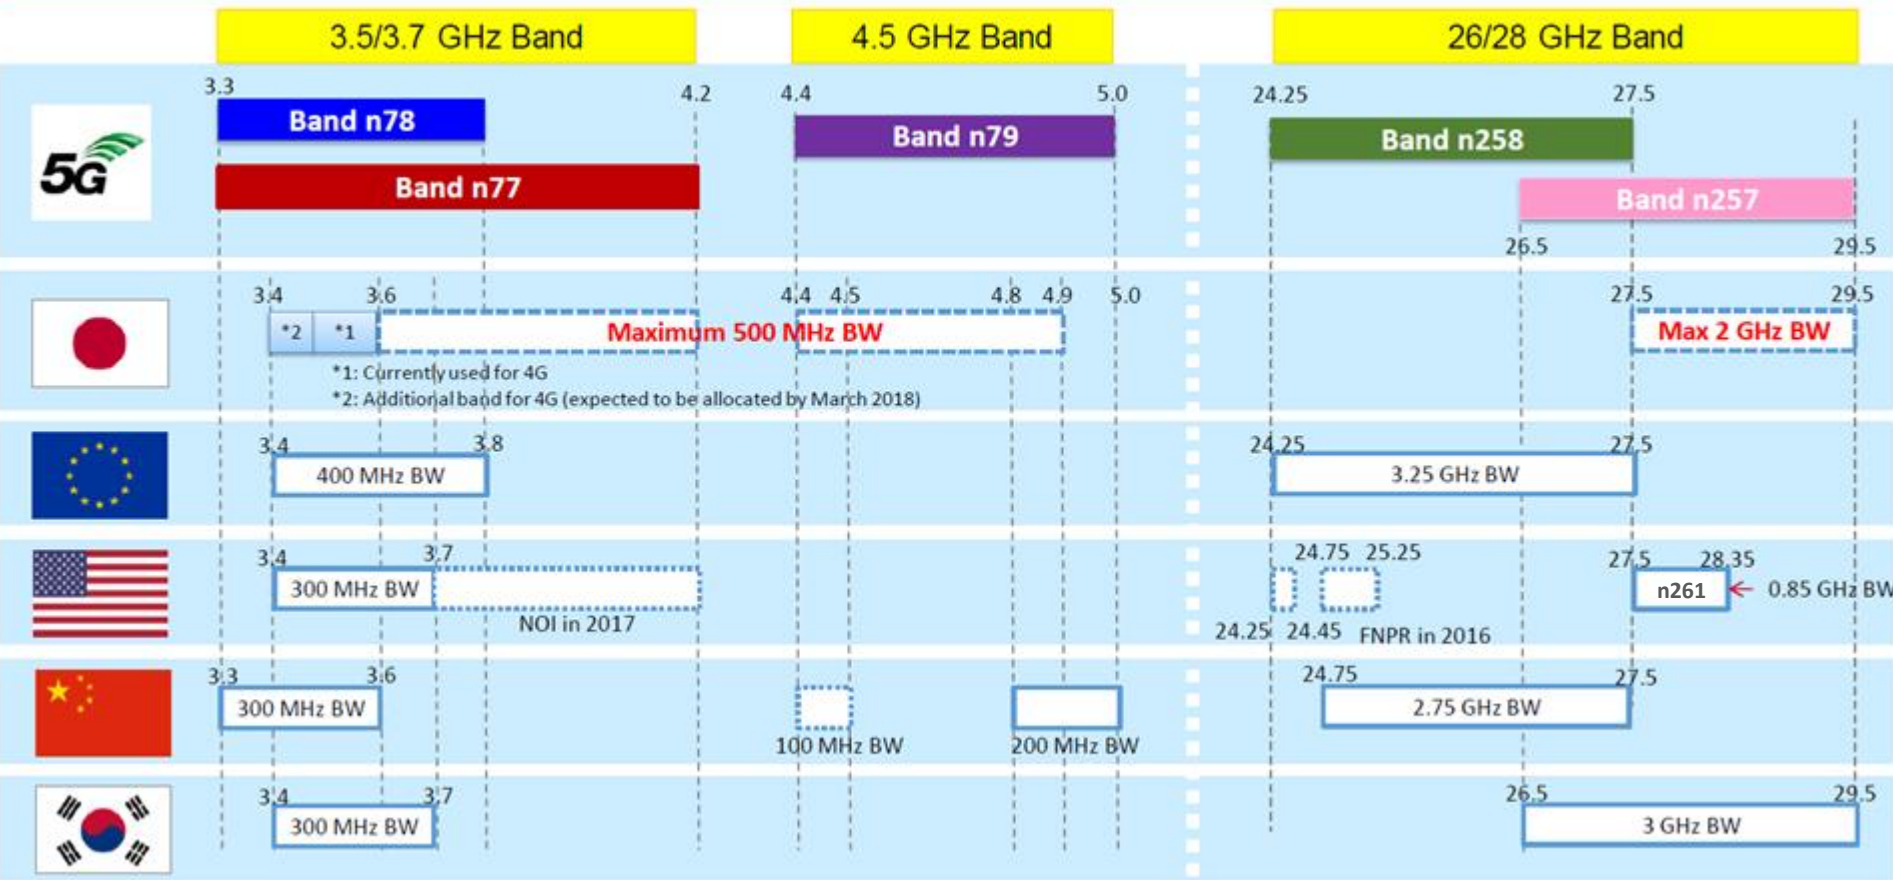 3.5/3.7 GHz Band 4.5 GHz Band 26/28 GHz Band
3.3 4.2 4.4 5.0 24.25 27.5
Band n78 Band n79 Band n258
5G
Band n77 Band n257
26.5 29.5
3.4 3.6 4.4 4.5 4.8 4.9 5.0 27.5 29.5
*2 *1 Maximum 500 MHz BW Max 2 GHz BW
*1: Currently used for 4G
*2: Additional band for 4G (expected to be allocated by March 2018)
3.4 3.8 24.25 27.5
400 MHz BW 3.25 GHz BW
3.4 3.7 24.75 25.25 27.5 28.35
300 MHz BW n261 0.85 GHz BW
NOI in 2017 24.25 24.45 FNPR in 2016
3.3 3.6 24.75 27.5
300 MHz BW 2.75 GHz BW
100 MHz BW 200 MHz BW
3.4 3.7 26.5 29.5
300 MHz BW 3 GHz BW